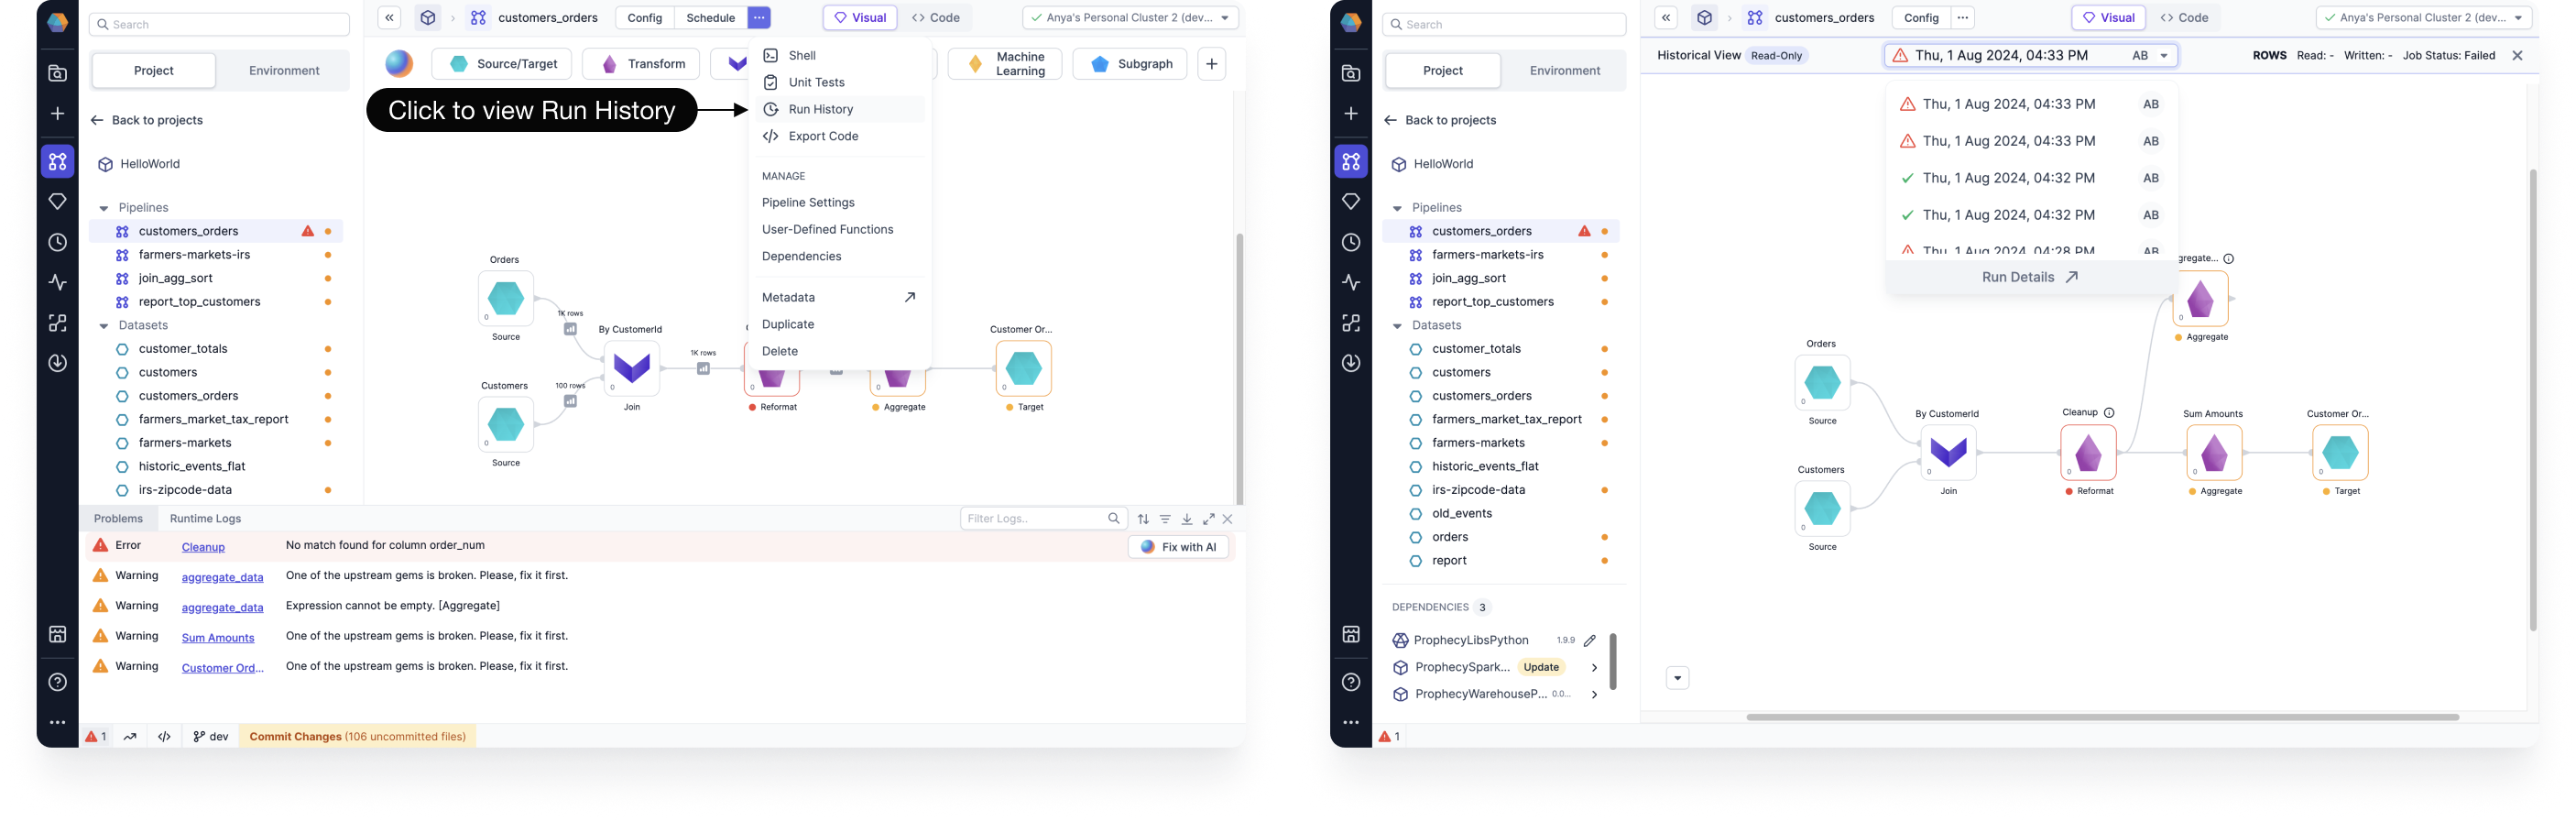 Search
Project
Environment
Back to projects
HelloWorld
Pipelines
customers_orders
farmers-markets-irs
join_agg_sort
report_top_customers
Datasets
customer_totals
customers
customers_orders
farmers_market_tax_report
farmers-markets
historic_events_flat
irs-zipcode-data
customers_orders
Config
Schedule
Visual
Code
Anya's Personal Cluster 2 (dev...
Source/Target
Transform
Machine
Learning
Subgraph
Click to view Run History
Shell
Unit Tests
Run History
Export Code
MANAGE
Pipeline Settings
User-Defined Functions
Dependencies
Metadata
Duplicate
Delete
Orders
0
Source
1K rows
Customers
0
Source
100 rows
By CustomerId
0
Join
1K rows
0
Reformat
0
Aggregate
Customer Or...
0
Target
Problems
Runtime Logs
Filter Logs..
Error
Cleanup
No match found for column order_num
Fix with AI
Warning
aggregate_data
One of the upstream gems is broken. Please, fix it first.
Warning
aggregate_data
Expression cannot be empty. [Aggregate]
Warning
Sum Amounts
One of the upstream gems is broken. Please, fix it first.
Warning
Customer Ord...
One of the upstream gems is broken. Please, fix it first.
1
dev
Commit Changes (106 uncommitted files)
Search
Project
Environment
Back to projects
HelloWorld
Pipelines
customers_orders
farmers-markets-irs
join_agg_sort
report_top_customers
Datasets
customer_totals
customers
customers_orders
farmers_market_tax_report
farmers-markets
historic_events_flat
irs-zipcode-data
old_events
orders
report
DEPENDENCIES 3
ProphecyLibsPython 1.9.9
ProphecySpark... Update
ProphecyWarehouseP... 0.0...
1
customers_orders
Config
Visual
Code
Anya's Personal Cluster 2 (dev...
Historical View Read-Only
Thu, 1 Aug 2024, 04:33 PM AB
ROWS Read: - Written: - Job Status: Failed
Thu, 1 Aug 2024, 04:33 PM AB
Thu, 1 Aug 2024, 04:33 PM AB
Thu, 1 Aug 2024, 04:32 PM AB
Thu, 1 Aug 2024, 04:32 PM AB
Thu, 1 Aug 2024, 04:28 PM AB
Run Details
gregate...
0
Aggregate
Orders
0
Source
Customers
0
Source
By CustomerId
0
Join
Cleanup
0
Reformat
Sum Amounts
0
Aggregate
Customer Or...
0
Target